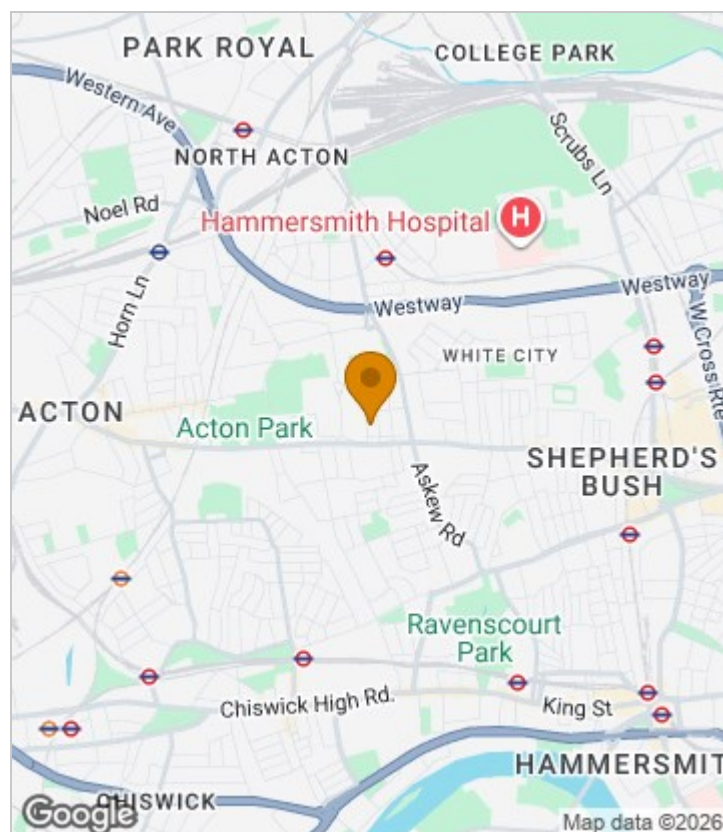 PARK ROYAL
COLLEGE PARK
Western Ave
NORTH ACTON
Scrubs Ln
Noel Rd
Hammersmith Hospital
H
Horn Ln
Westway
Westway
W Cross Rte
WHITE CITY
ACTON
Acton Park
SHEPHERD'S
BUSH
Askew Rd
Ravenscourt
Park
Chiswick High Rd.
King St
HAMMERSMIT
CHISWICK
Google
Map data ©2026